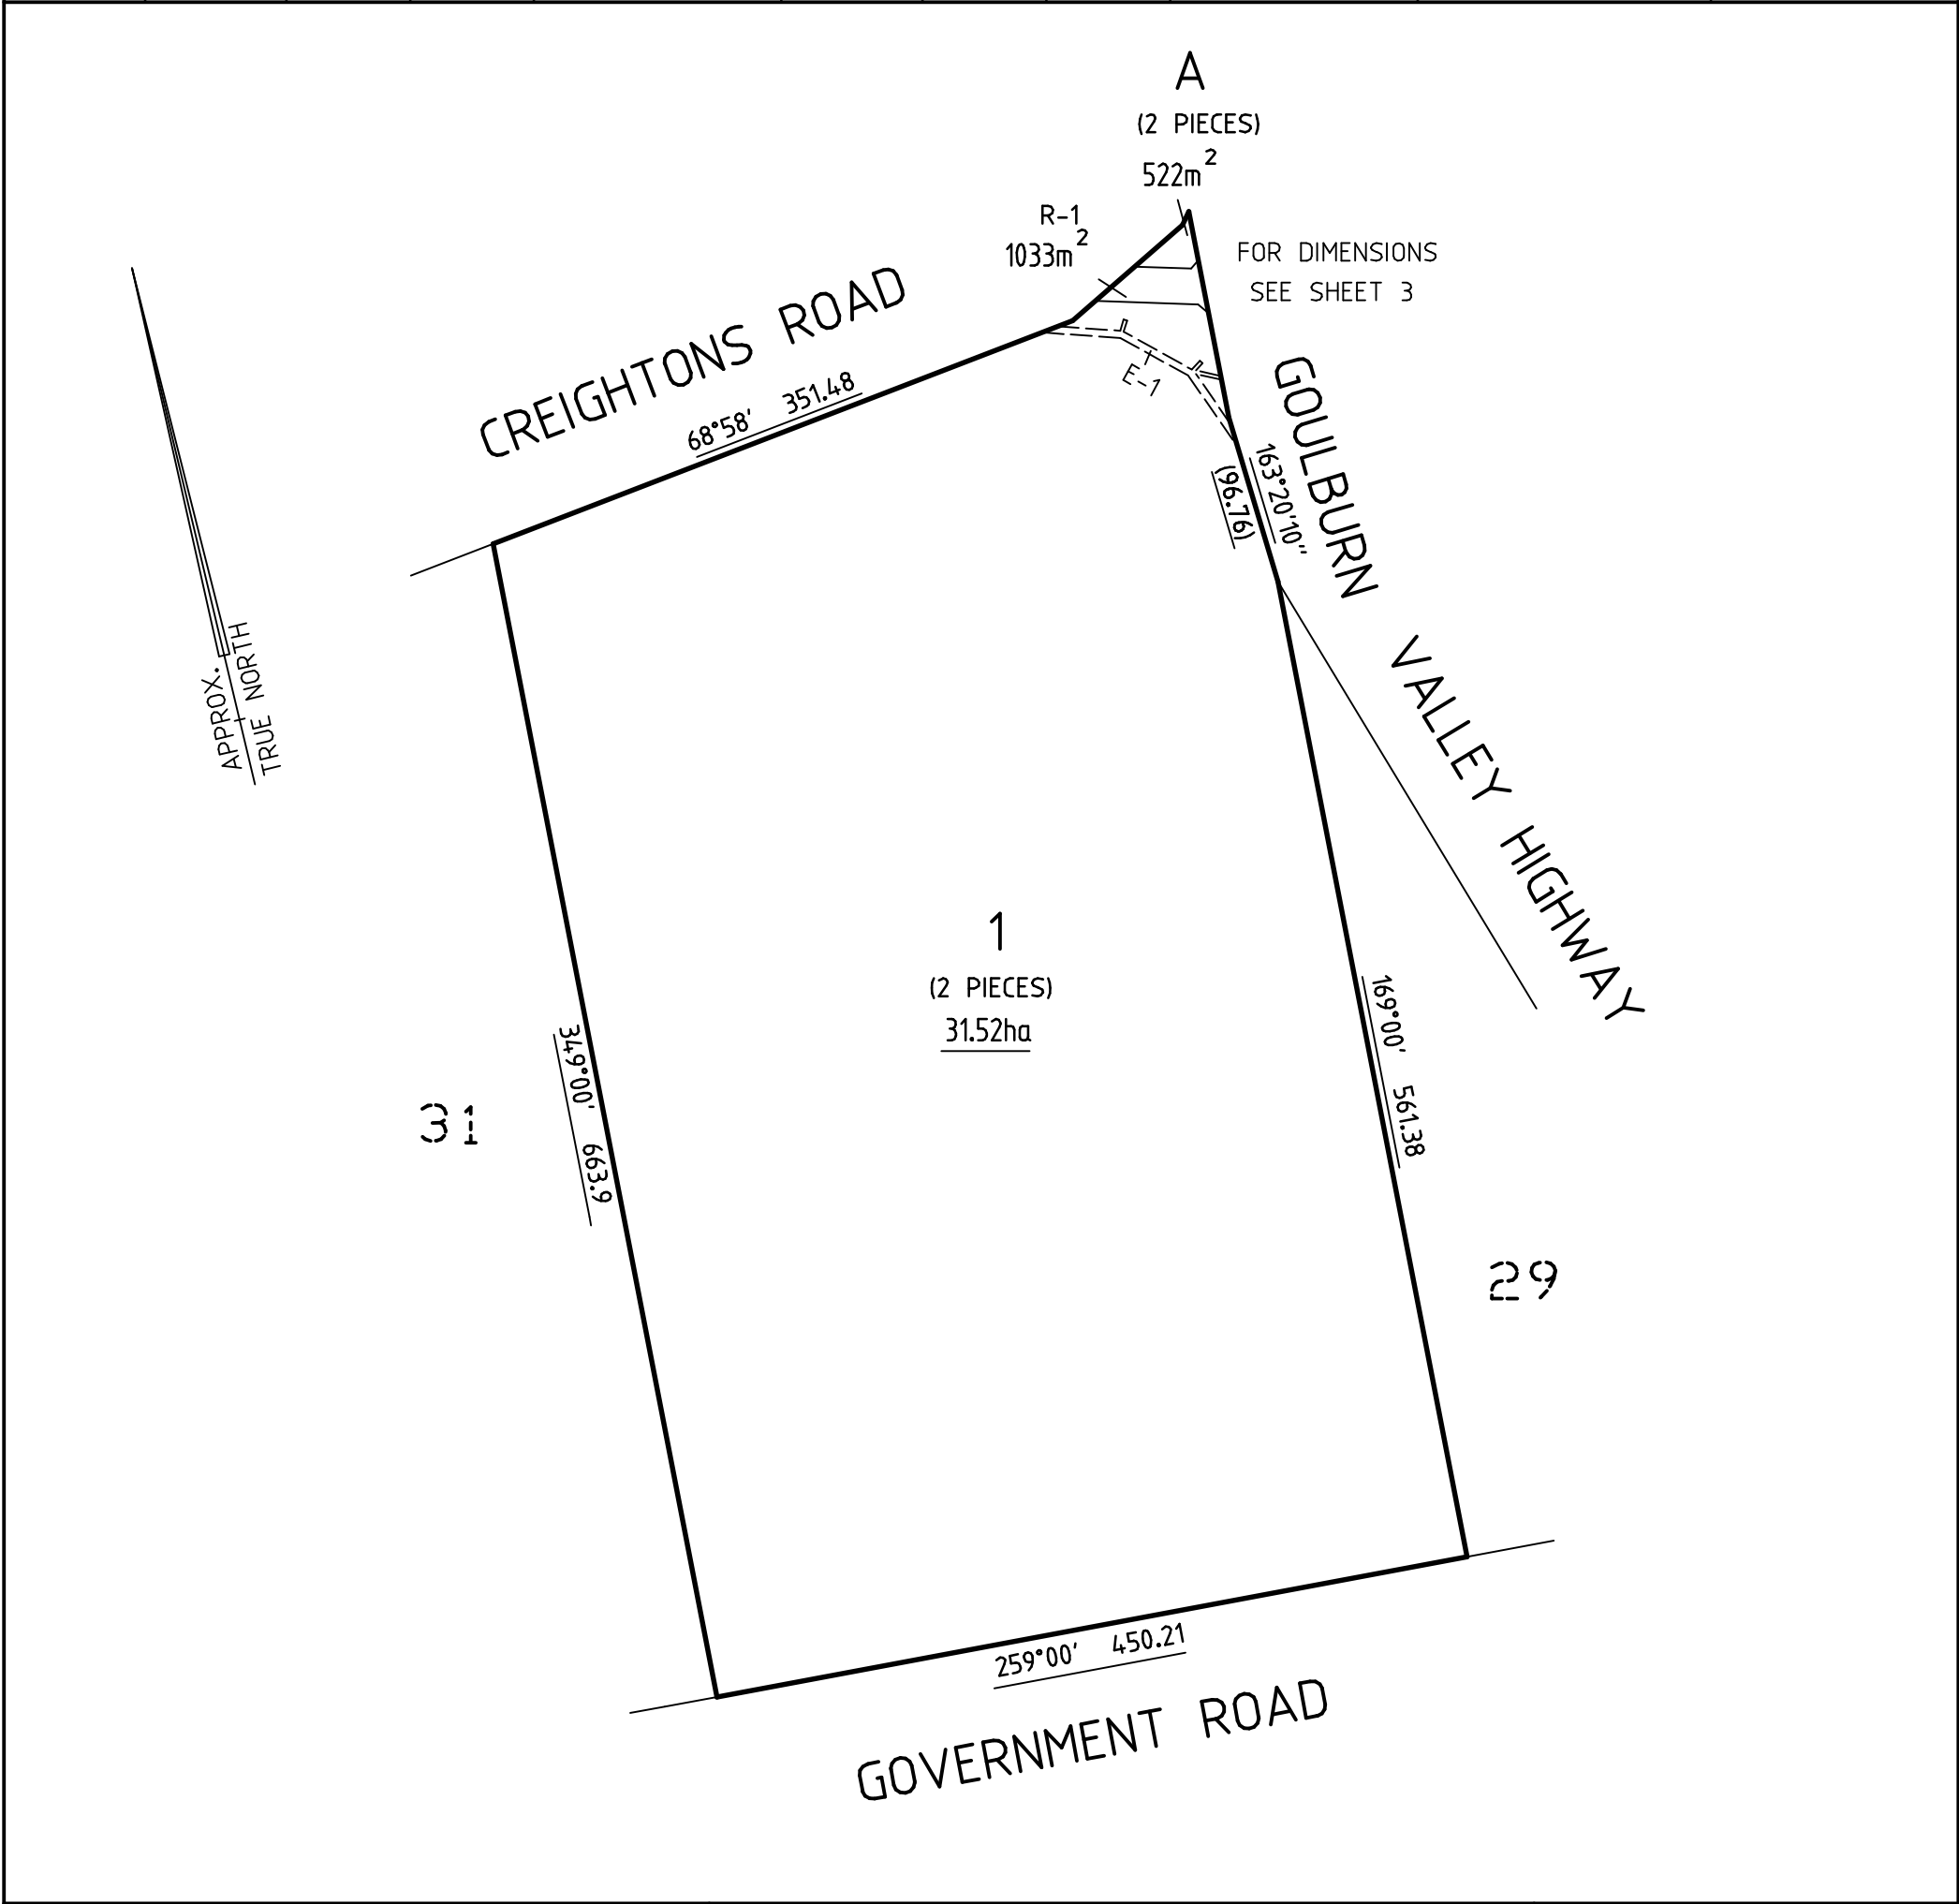 A
(2 PIECES)
522m²
R-1
1033m²
FOR DIMENSIONS
SEE SHEET 3
CREIGHTONS ROAD
68°58' 351.48
E-1
GOULBURN VALLEY HIGHWAY
163°20'10"
(96.76)
APPROX.
TRUE NORTH
1
(2 PIECES)
31.52ha
169°00' 561.38
349°00' 663.9
31
29
259°00' 450.21
GOVERNMENT ROAD